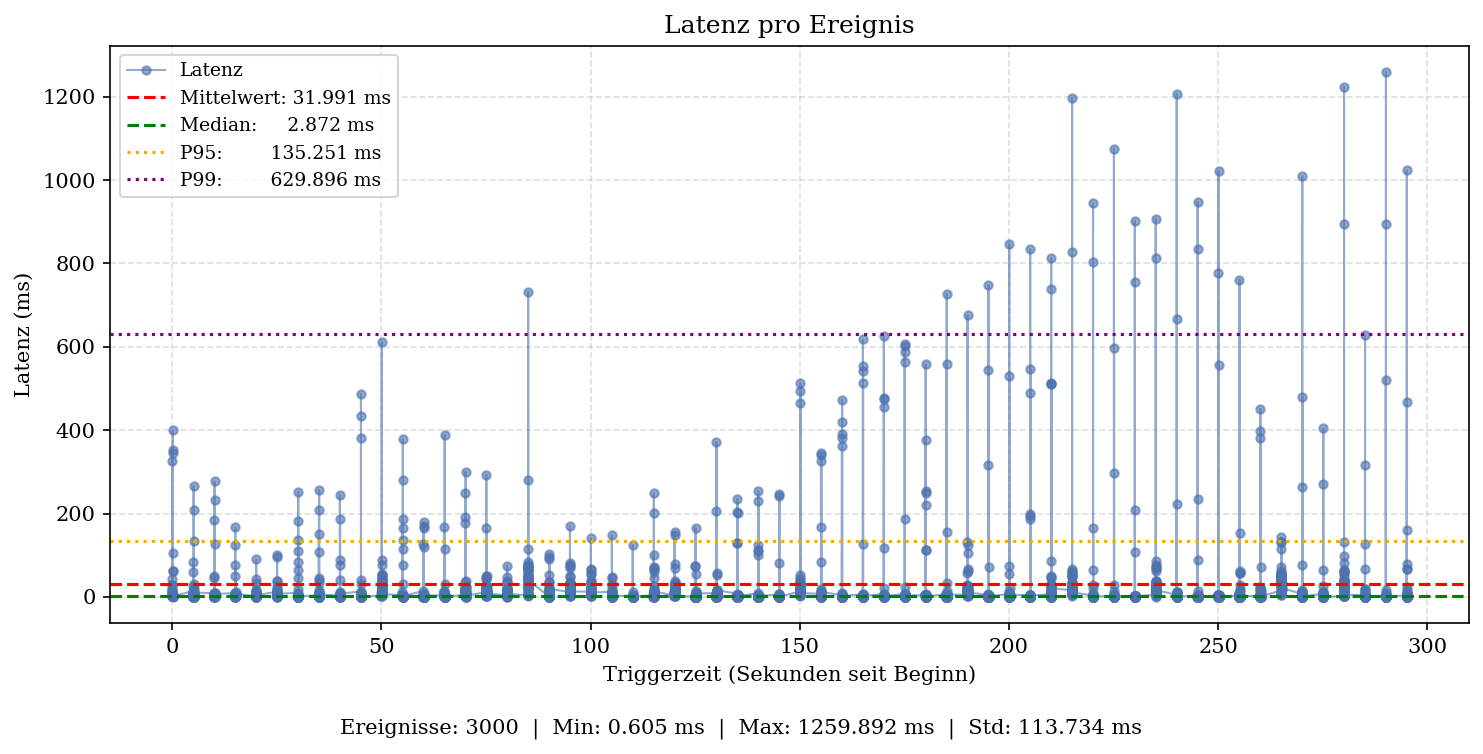 Latenz pro Ereignis
Latenz
Mittelwert: 31.991 ms
Median: 2.872 ms
P95: 135.251 ms
P99: 629.896 ms
Latenz (ms)
1200
1000
800
600
400
200
0
0 50 100 150 200 250 300
Triggerzeit (Sekunden seit Beginn)
Ereignisse: 3000 | Min: 0.605 ms | Max: 1259.892 ms | Std: 113.734 ms